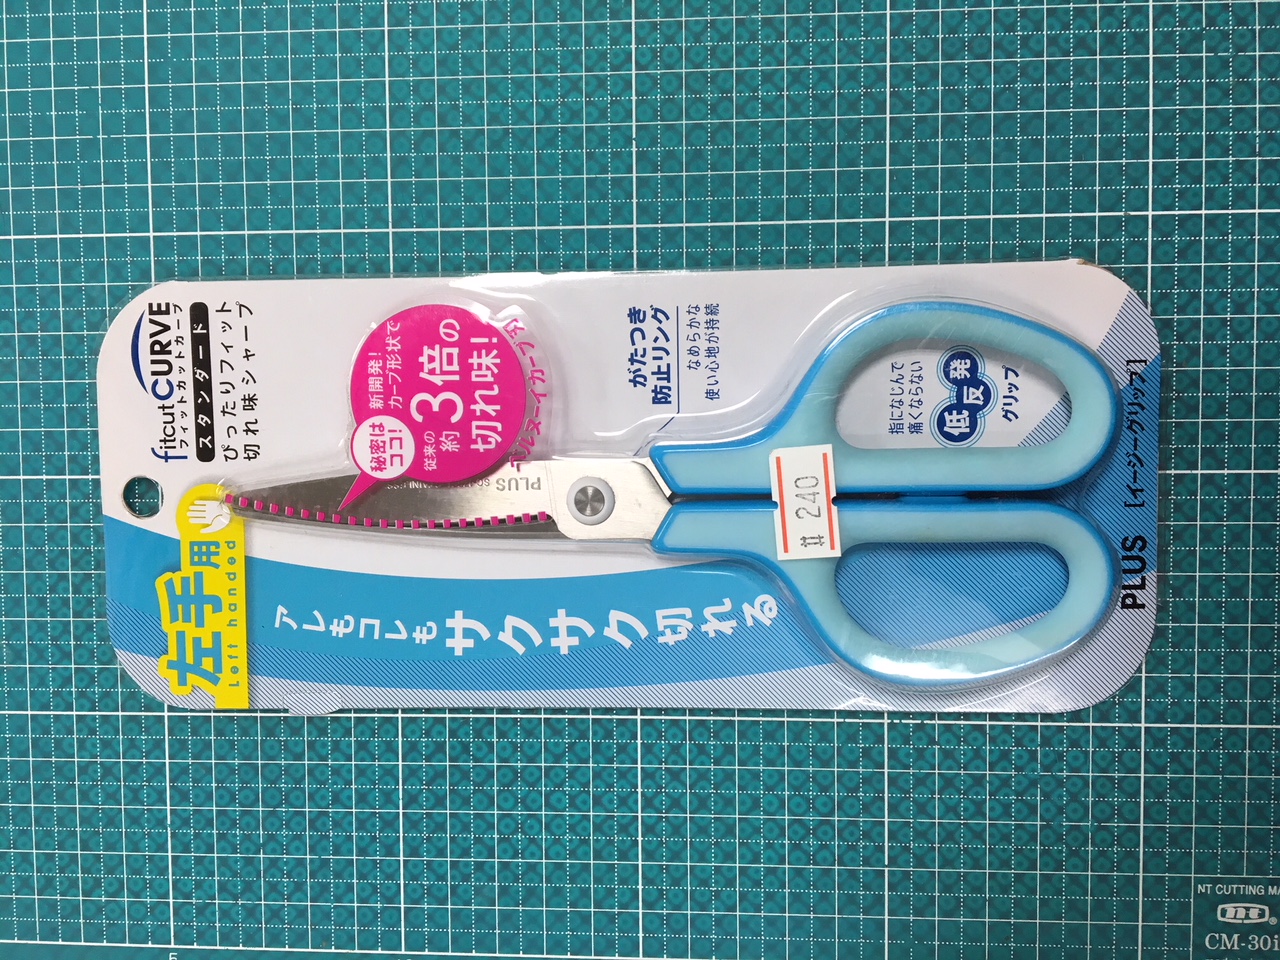 fitcut CURVE
フィットカットカーブ
スタンダード
ぴったりフィット
切れ味シャープ
左手用
Left handed
秘密は
ココ!
新開発!
カーブ形状で
従来の
約3倍の
切れ味!
ベルヌーイカーブ刃
PLUS
STAINLESS
アレもコレもサクサク切れる
がたつき
防止リング
なめらかな
使い心地が持続
指になじんで
痛くならない
低反発
グリップ
# 240
PLUS [イージーグリップ]
NT CUTTING MA
nt®
CM-30i
5